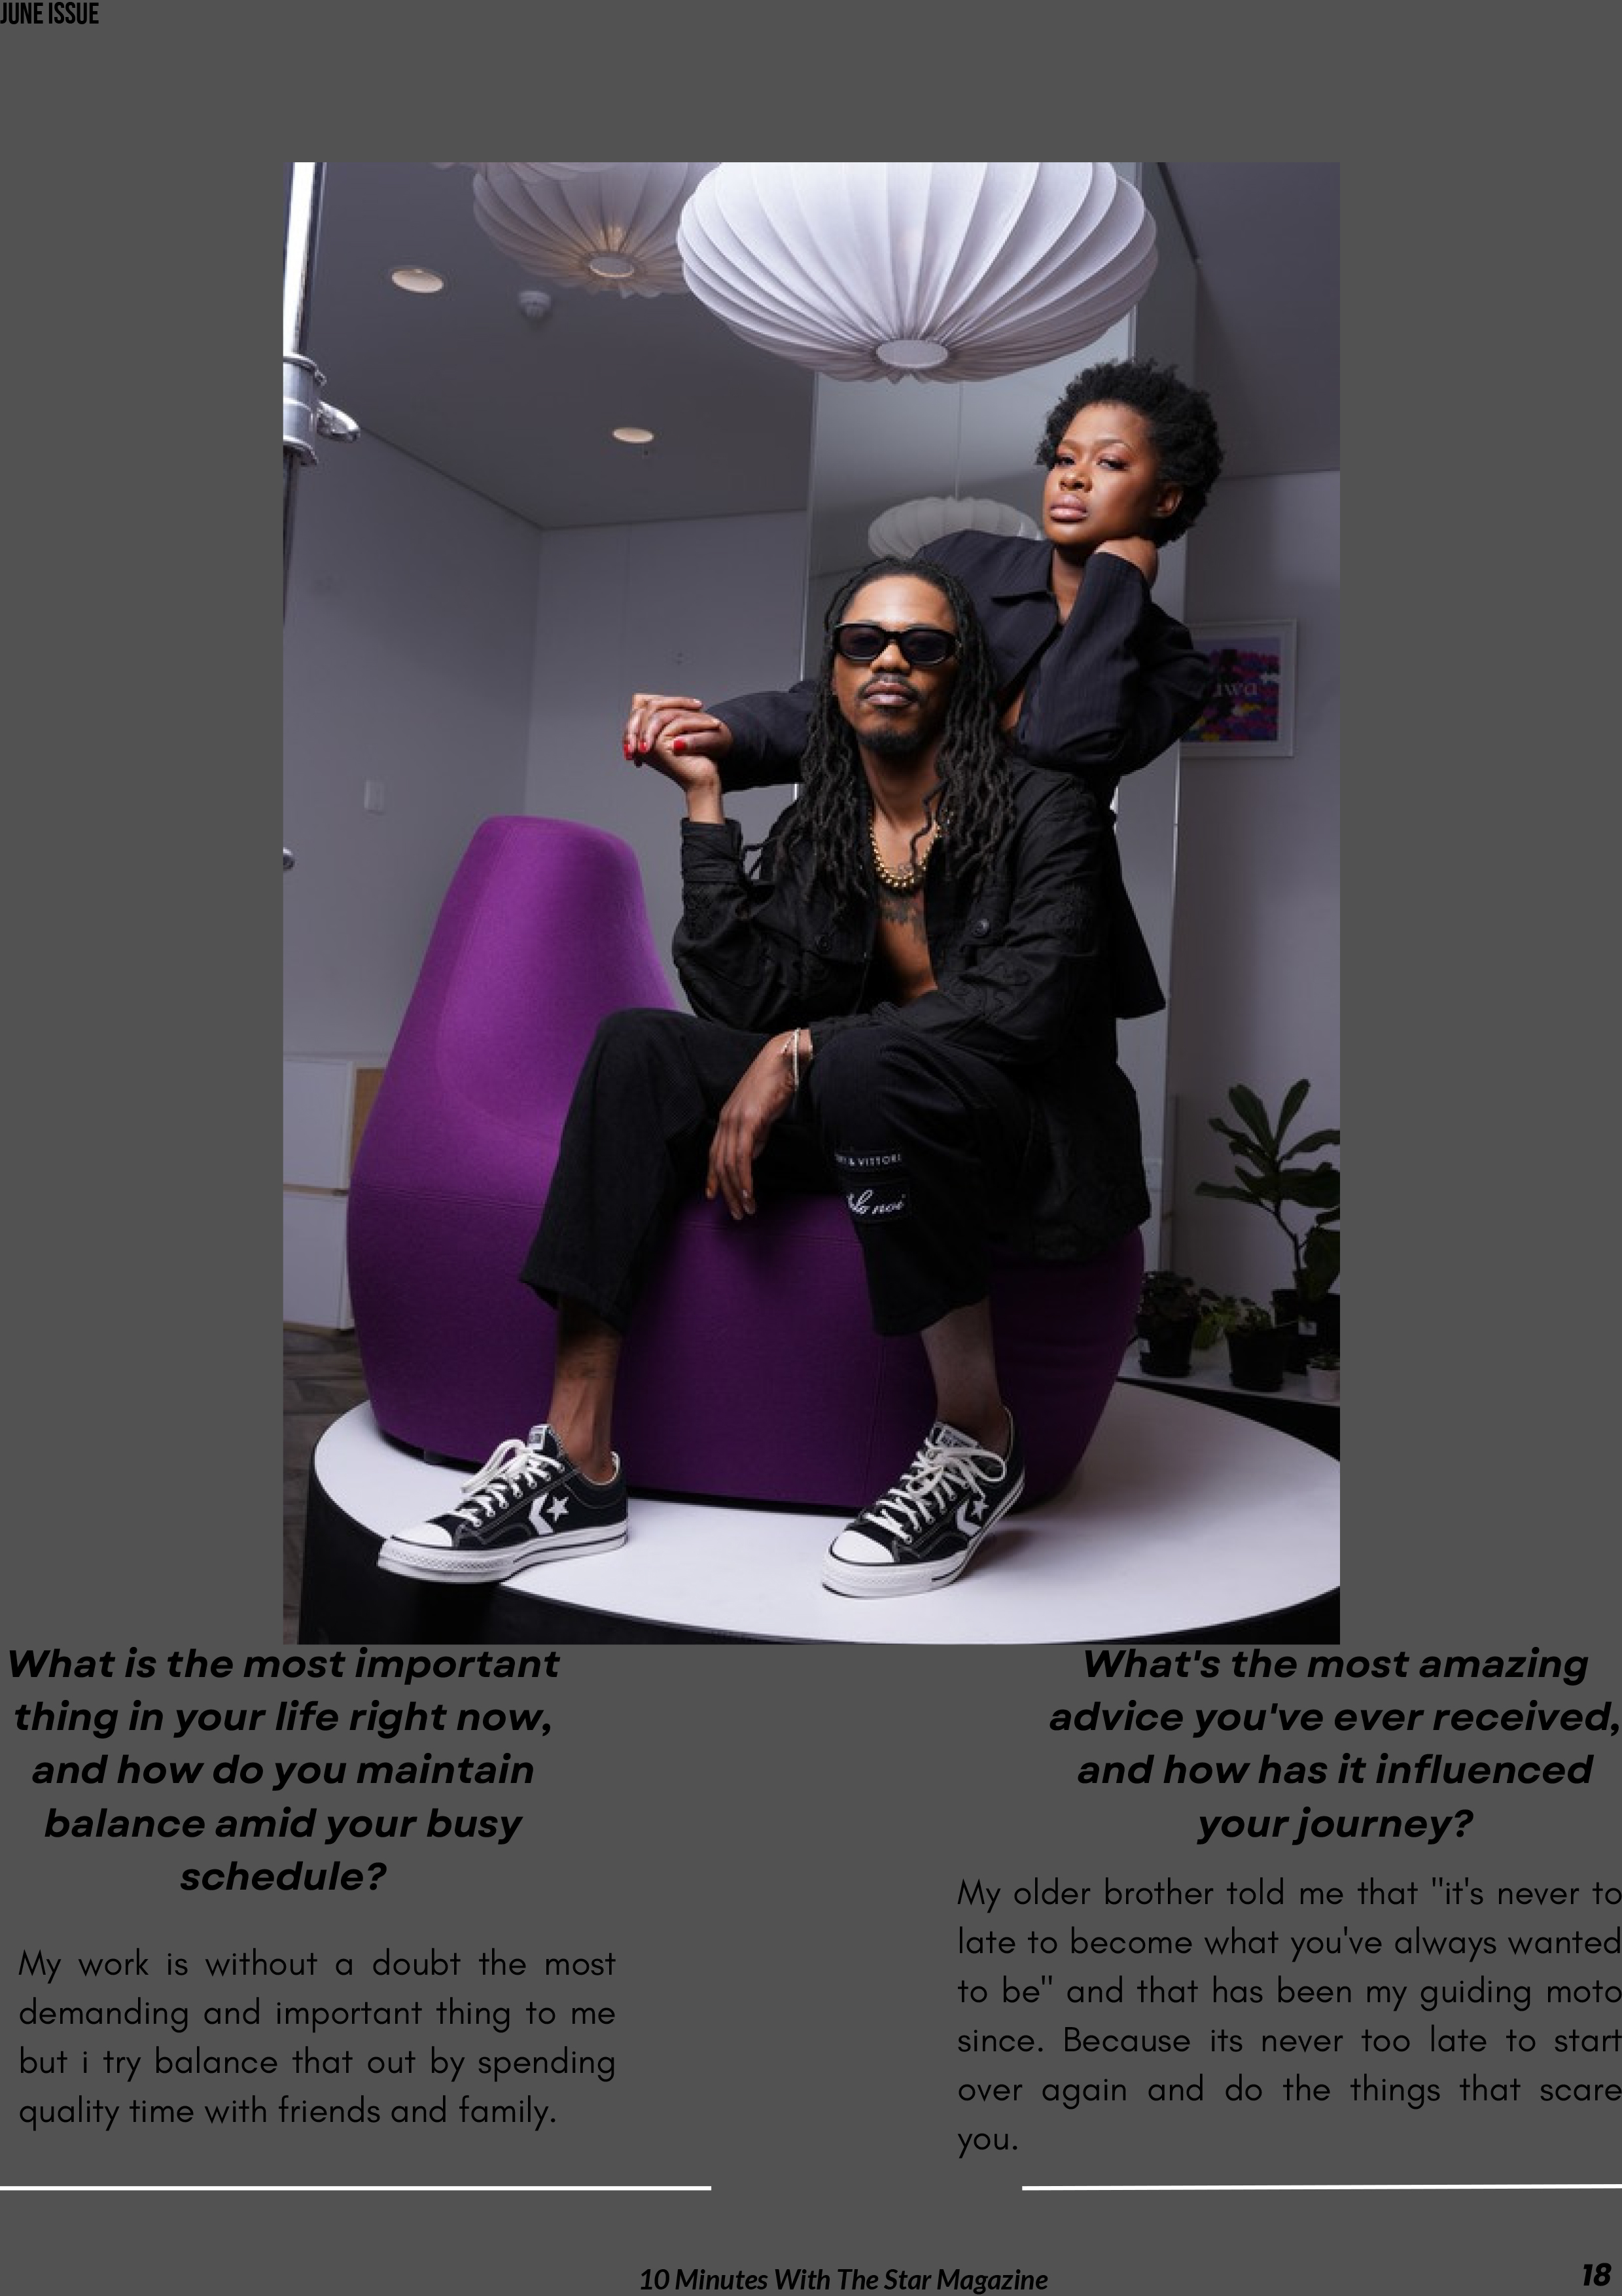 JUNE ISSUE
& VITTORI
noi
What is the most important
thing in your life right now,
and how do you maintain
balance amid your busy
schedule?
My work is without a doubt the most
demanding and important thing to me
but i try balance that out by spending
quality time with friends and family.
What's the most amazing
advice you've ever received,
and how has it influenced
your journey?
My older brother told me that "it's never to
late to become what you've always wanted
to be" and that has been my guiding moto
since. Because its never too late to start
over again and do the things that scare
you.
10 Minutes With The Star Magazine
18